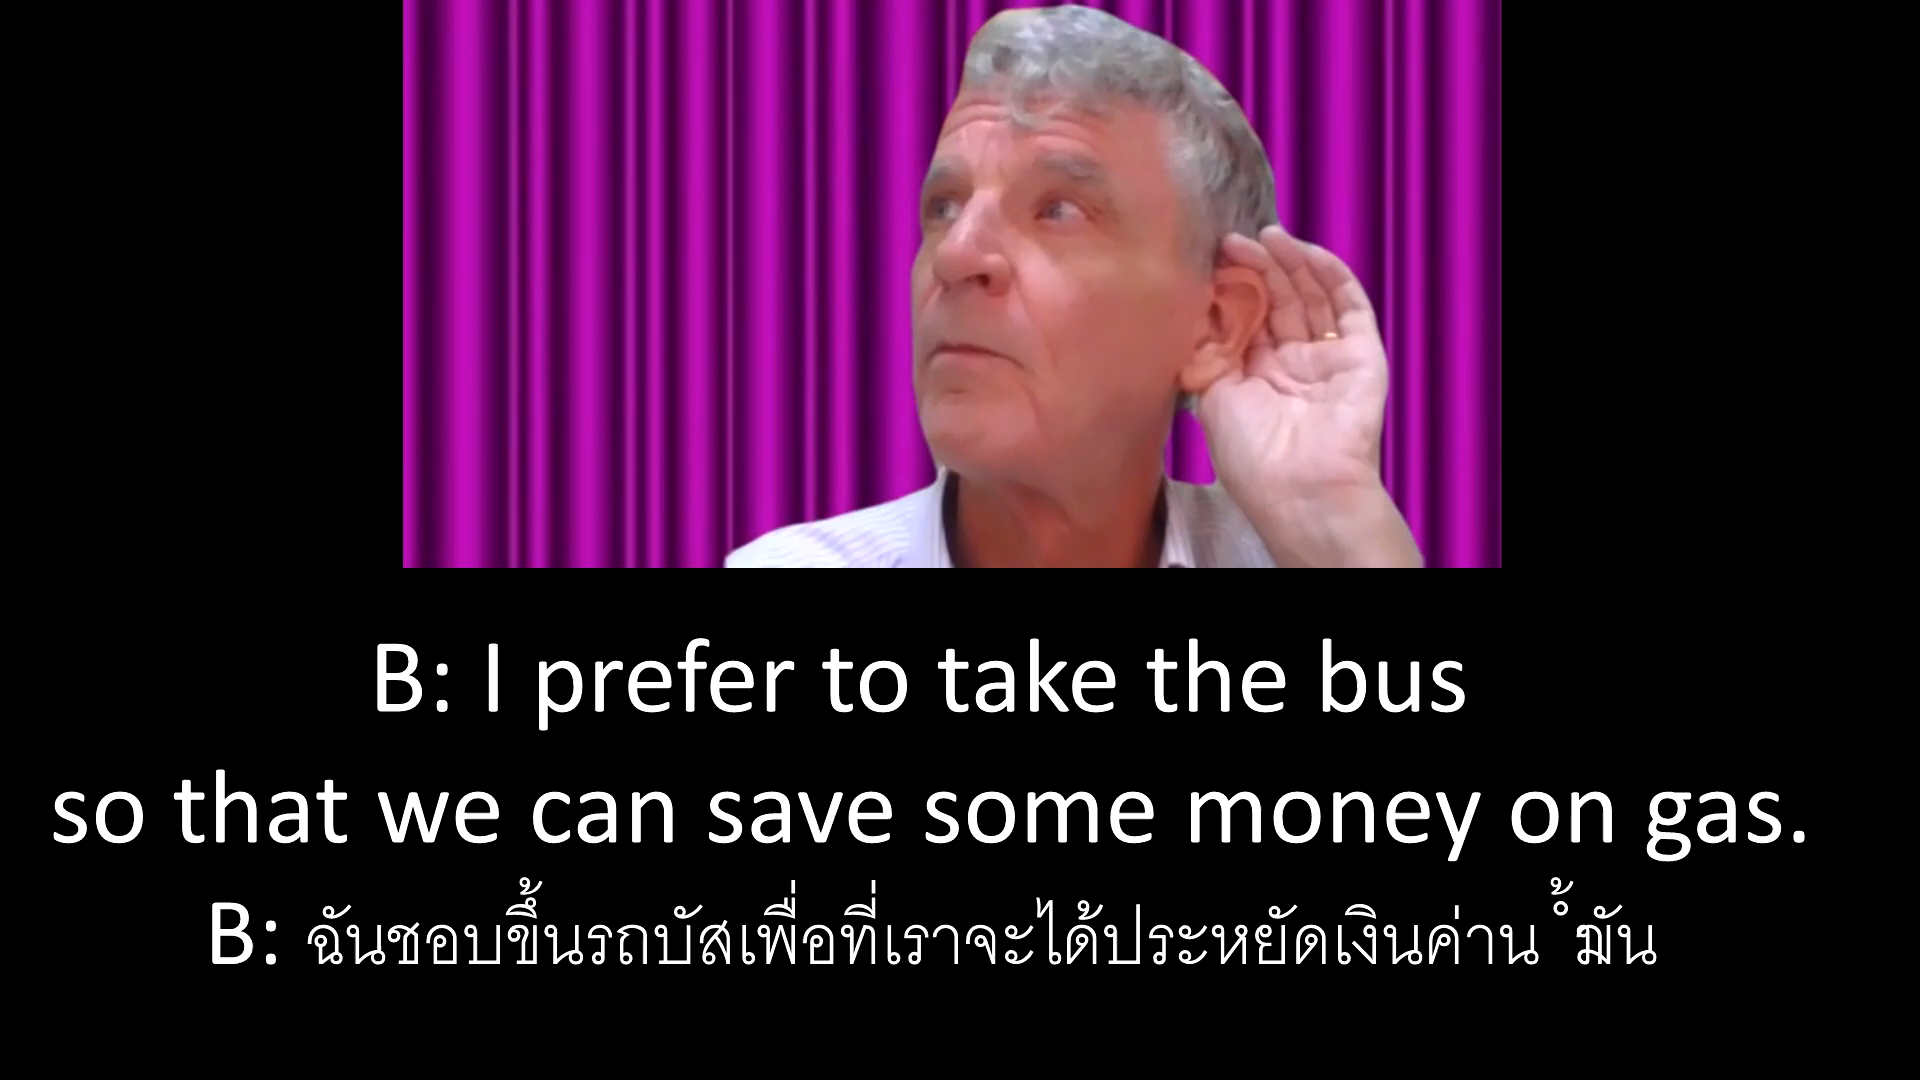 B: I prefer to take the bus
so that we can save some money on gas.
B: ฉันชอบขึ้นรถบัสเพื่อที่เราจะได้ประหยัดเงินค่าน ํ้ามัน